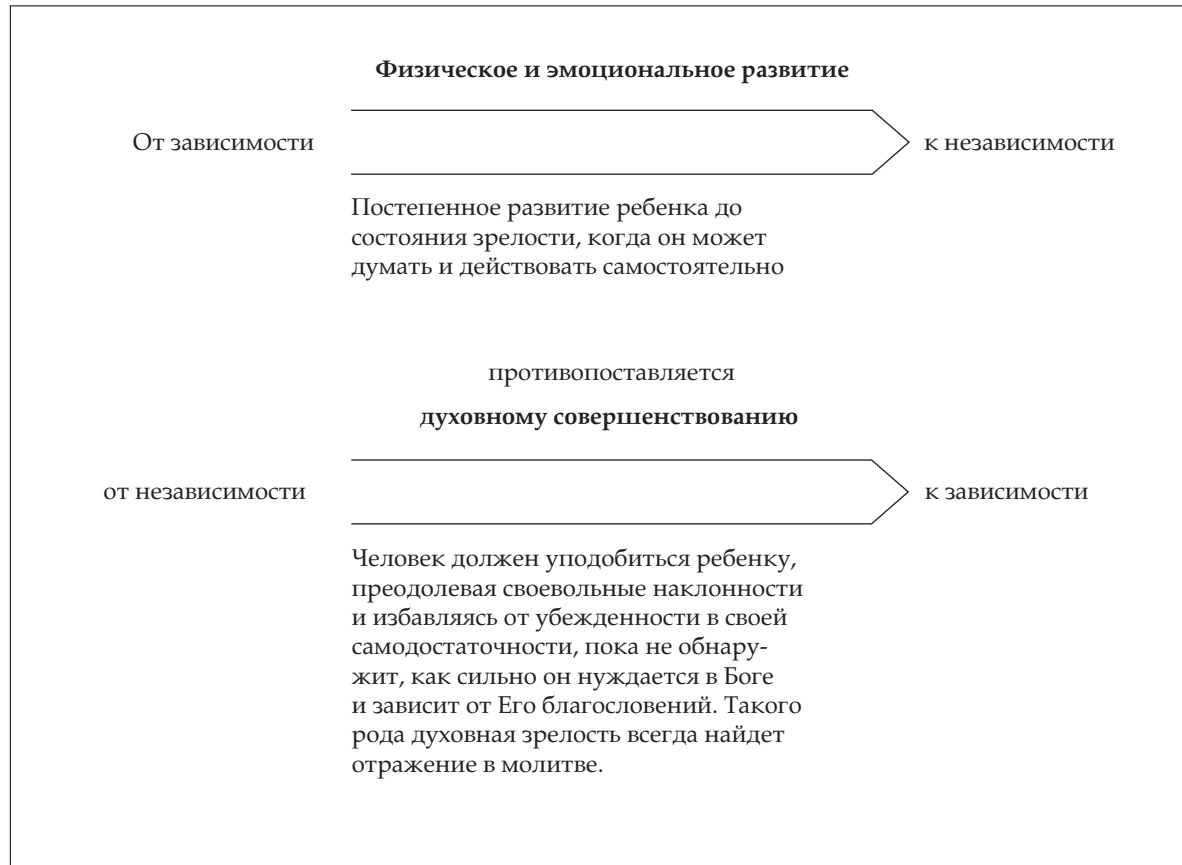 Физическое и эмоциональное развитие
От зависимости
к независимости
Постепенное развитие ребенка до
состояния зрелости, когда он может
думать и действовать самостоятельно
противопоставляется
духовному совершенствованию
от независимости
к зависимости
Человек должен уподобиться ребенку,
преодолевая своевольные наклонности
и избавляясь от убежденности в своей
самодостаточности, пока не обнару-
жит, как сильно он нуждается в Боге
и зависит от Его благословений. Такого
рода духовная зрелость всегда найдет
отражение в молитве.